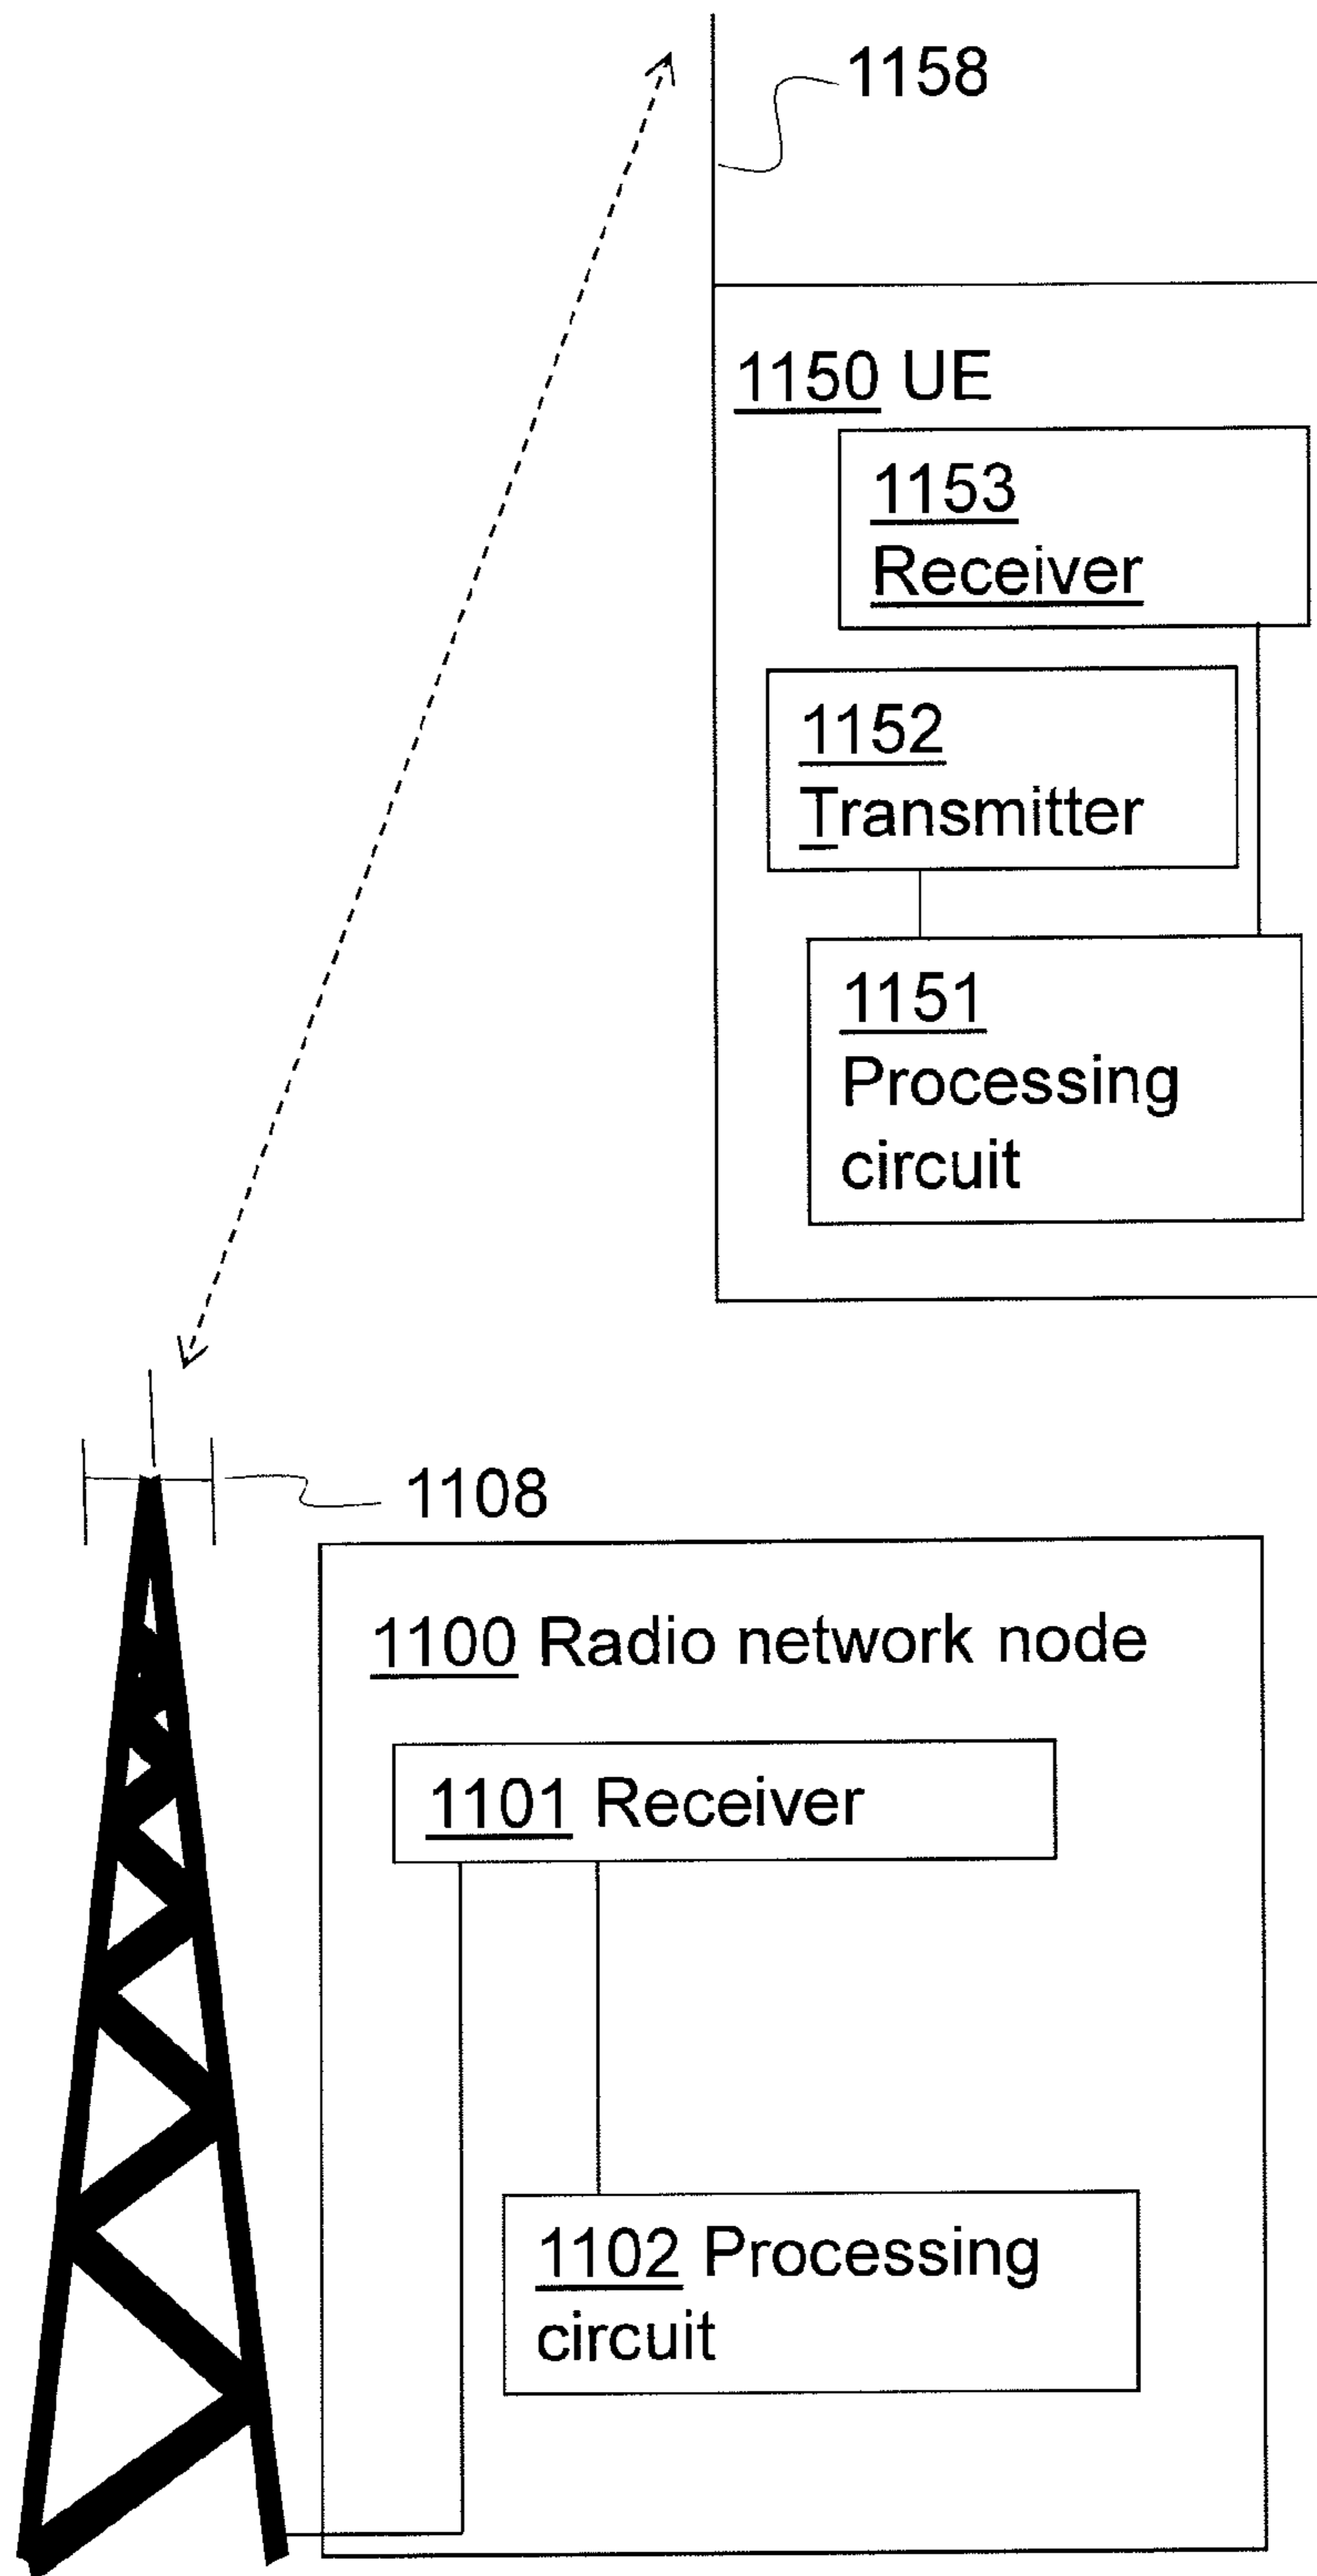 1158
1150 UE
1153
Receiver
1152
Transmitter
1151
Processing
circuit
1108
1100 Radio network node
1101 Receiver
1102 Processing
circuit